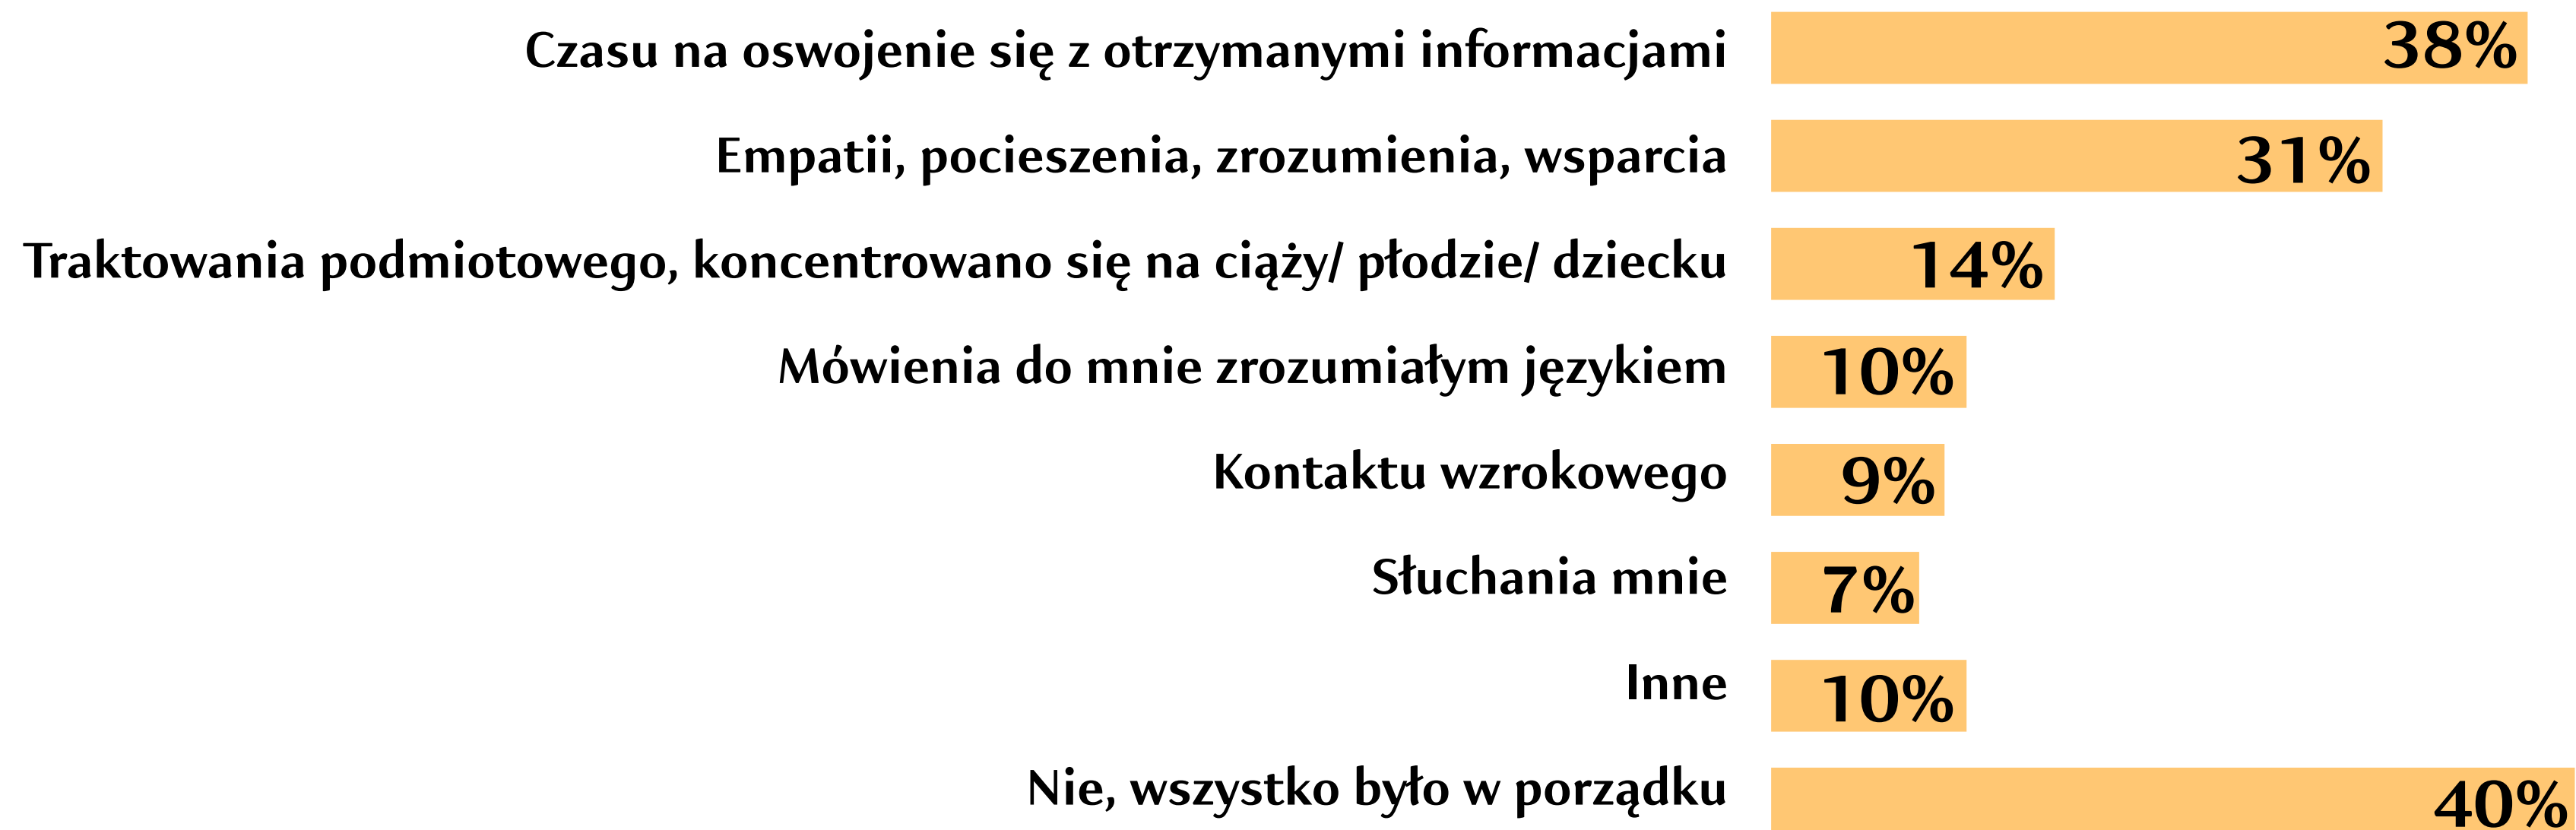 Czasu na oswojenie się z otrzymanymi informacjami 38%
Empatii, pocieszenia, zrozumienia, wsparcia 31%
Traktowania podmiotowego, koncentrowano się na ciąży/ płodzie/ dziecku 14%
Mówienia do mnie zrozumiałym językiem 10%
Kontaktu wzrokowego 9%
Słuchania mnie 7%
Inne 10%
Nie, wszystko było w porządku 40%